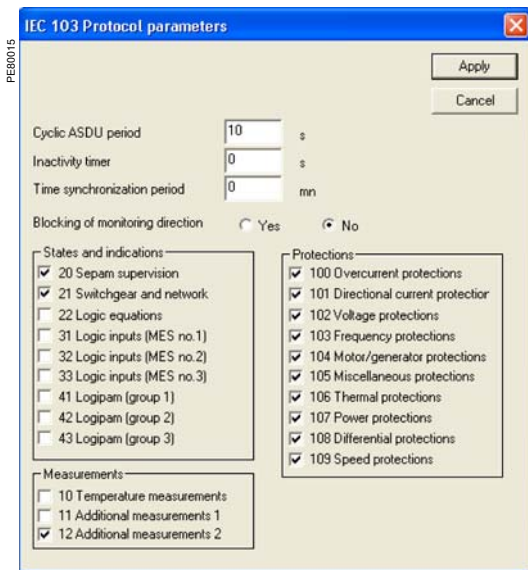 IEC 103 Protocol parameters
PE80015
Apply
Cancel
Cyclic ASDU period 10 s
Inactivity timer 0 s
Time synchronization period 0 mn
Blocking of monitoring direction Yes No
States and indications
20 Sepam supervision
21 Switchgear and network
22 Logic equations
31 Logic inputs (MES no.1)
32 Logic inputs (MES no.2)
33 Logic inputs (MES no.3)
41 Logipam (group 1)
42 Logipam (group 2)
43 Logipam (group 3)
Protections
100 Overcurrent protections
101 Directional current protection
102 Voltage protections
103 Frequency protections
104 Motor/generator protections
105 Miscellaneous protections
106 Thermal protections
107 Power protections
108 Differential protections
109 Speed protections
Measurements
10 Temperature measurements
11 Additional measurements 1
12 Additional measurements 2